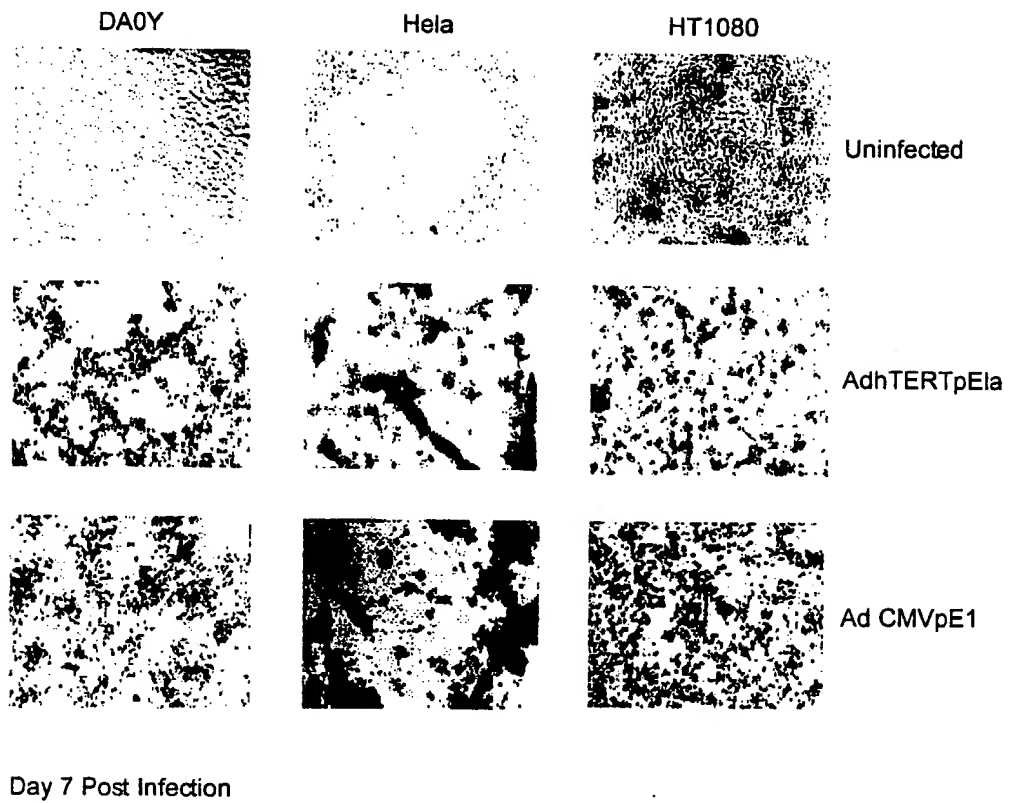 DA0Y Hela HT1080
Uninfected
AdhTERTpEla
Ad CMVpE1
Day 7 Post Infection